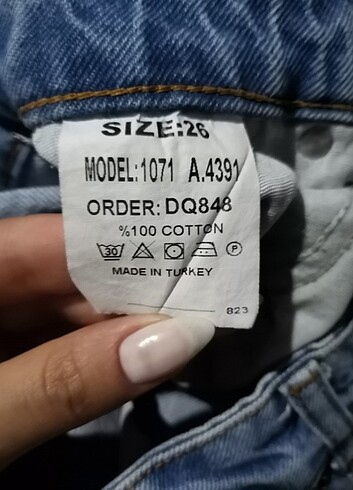 SIZE:26
MODEL:1071 A.4391
ORDER: DQ848
%100 COTTON
30 P
MADE IN TURKEY
823